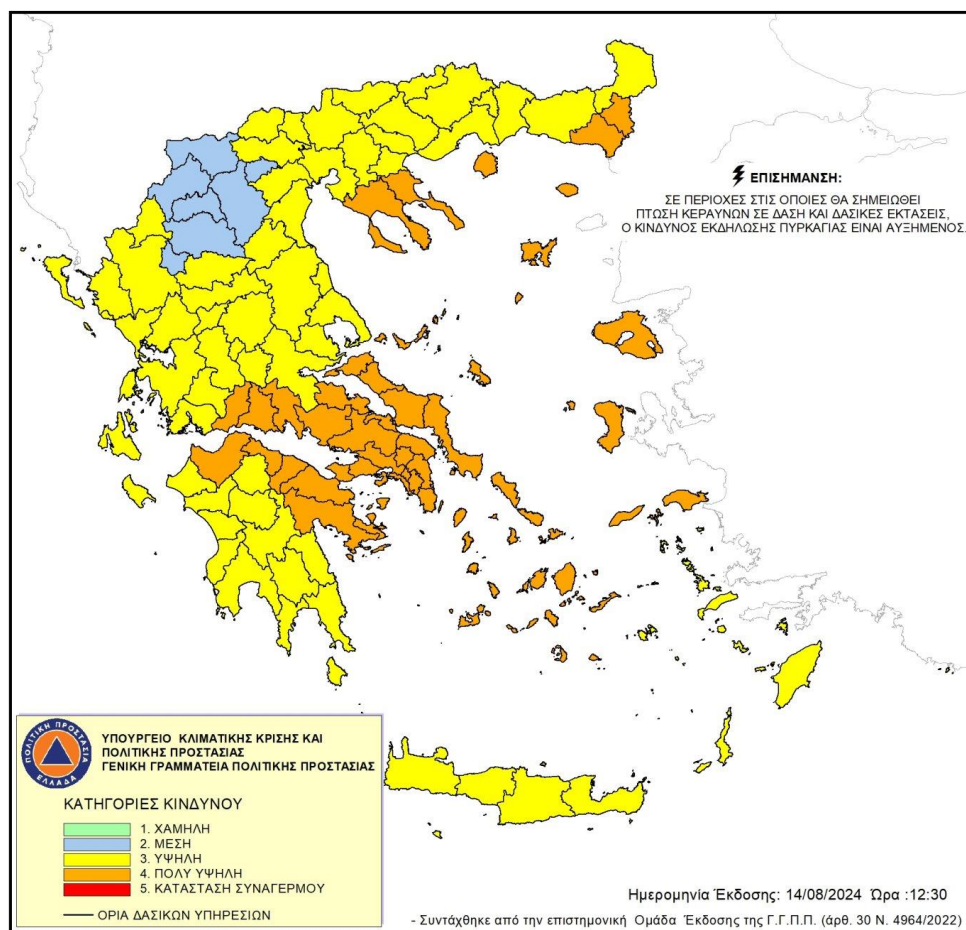 ΕΠΙΣΗΜΑΝΣΗ:
ΣΕ ΠΕΡΙΟΧΕΣ ΣΤΙΣ ΟΠΟΙΕΣ ΘΑ ΣΗΜΕΙΩΘΕΙ
ΠΤΩΣΗ ΚΕΡΑΥΝΩΝ ΣΕ ΔΑΣΗ ΚΑΙ ΔΑΣΙΚΕΣ ΕΚΤΑΣΕΙΣ,
Ο ΚΙΝΔΥΝΟΣ ΕΚΔΗΛΩΣΗΣ ΠΥΡΚΑΓΙΑΣ ΕΙΝΑΙ ΑΥΞΗΜΕΝΟΣ.
ΠΟΛΙΤΙΚΗ ΠΡΟΣΤΑΣΙΑ
ΕΛΛΑΔΑ
ΥΠΟΥΡΓΕΙΟ ΚΛΙΜΑΤΙΚΗΣ ΚΡΙΣΗΣ ΚΑΙ
ΠΟΛΙΤΙΚΗΣ ΠΡΟΣΤΑΣΙΑΣ
ΓΕΝΙΚΗ ΓΡΑΜΜΑΤΕΙΑ ΠΟΛΙΤΙΚΗΣ ΠΡΟΣΤΑΣΙΑΣ
ΚΑΤΗΓΟΡΙΕΣ ΚΙΝΔΥΝΟΥ
1. ΧΑΜΗΛΗ
2. ΜΕΣΗ
3. ΥΨΗΛΗ
4. ΠΟΛΥ ΥΨΗΛΗ
5. ΚΑΤΑΣΤΑΣΗ ΣΥΝΑΓΕΡΜΟΥ
ΟΡΙΑ ΔΑΣΙΚΩΝ ΥΠΗΡΕΣΙΩΝ
Ημερομηνία Έκδοσης: 14/08/2024 Ώρα :12:30
- Συντάχθηκε από την επιστημονική Ομάδα Έκδοσης της Γ.Γ.Π.Π. (άρθ. 30 Ν. 4964/2022)